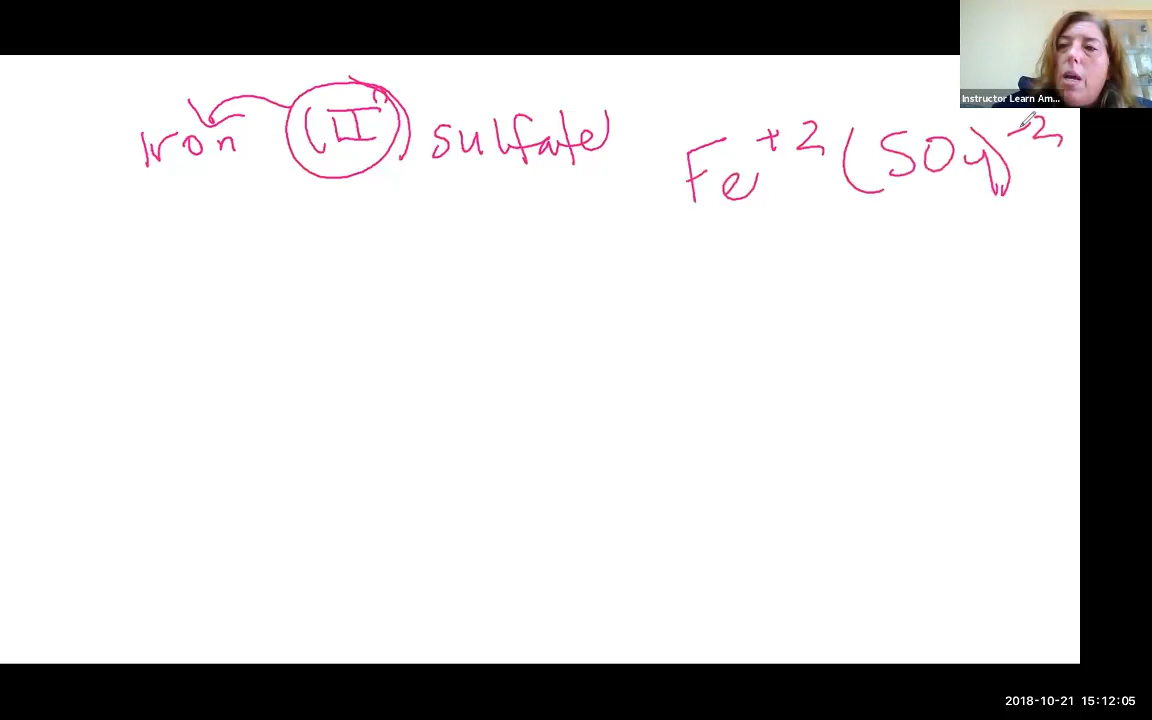 Instructor Learn Am...
Iron (II) sulfate Fe⁺² (SO₄)⁻²
2018-10-21 15:12:05